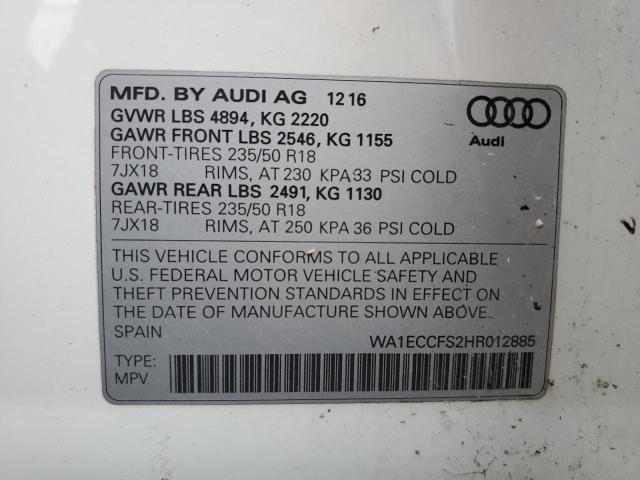 MFD. BY AUDI AG 12 16
GVWR LBS 4894, KG 2220
GAWR FRONT LBS 2546, KG 1155
FRONT-TIRES 235/50 R18
7JX18 RIMS, AT 230 KPA 33 PSI COLD
GAWR REAR LBS 2491, KG 1130
REAR-TIRES 235/50 R18
7JX18 RIMS, AT 250 KPA 36 PSI COLD
Audi
THIS VEHICLE CONFORMS TO ALL APPLICABLE
U.S. FEDERAL MOTOR VEHICLE SAFETY AND
THEFT PREVENTION STANDARDS IN EFFECT ON
THE DATE OF MANUFACTURE SHOWN ABOVE.
SPAIN WA1ECCFS2HR012885
TYPE:
MPV